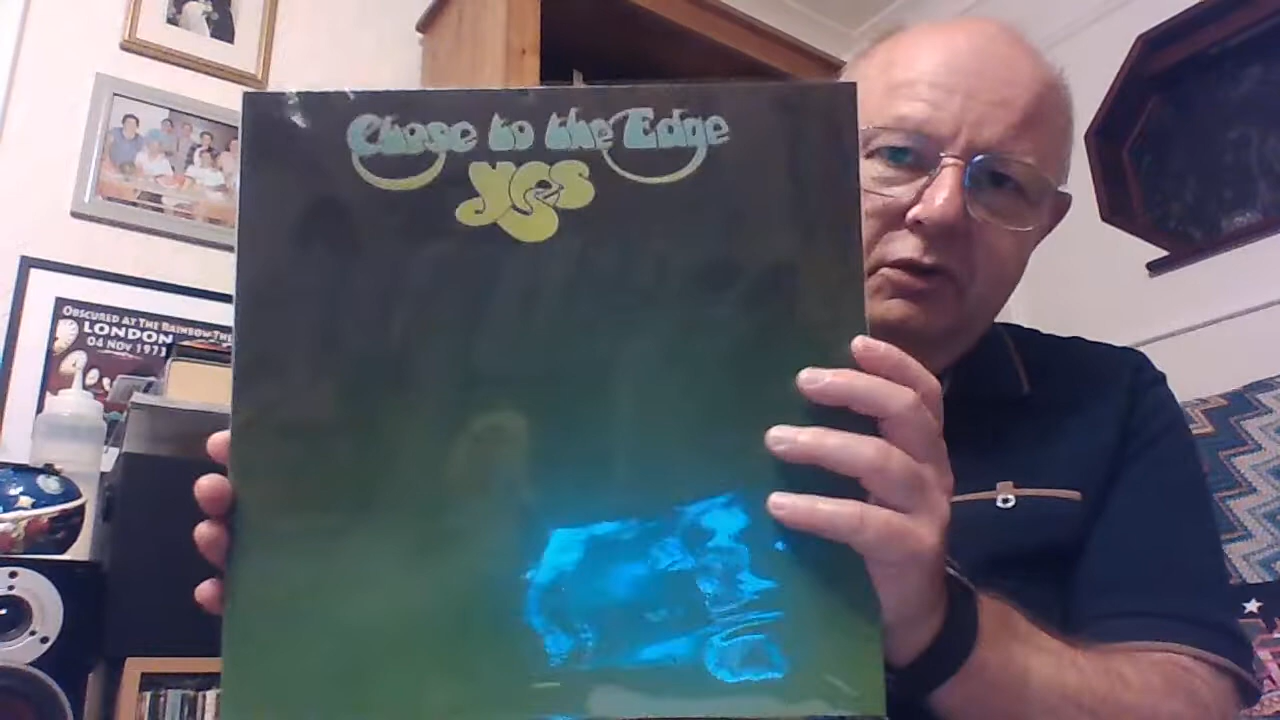 Close to the Edge
yes
OBSCURED AT THE RAINBOW THE
LONDON
04 NOV 1973